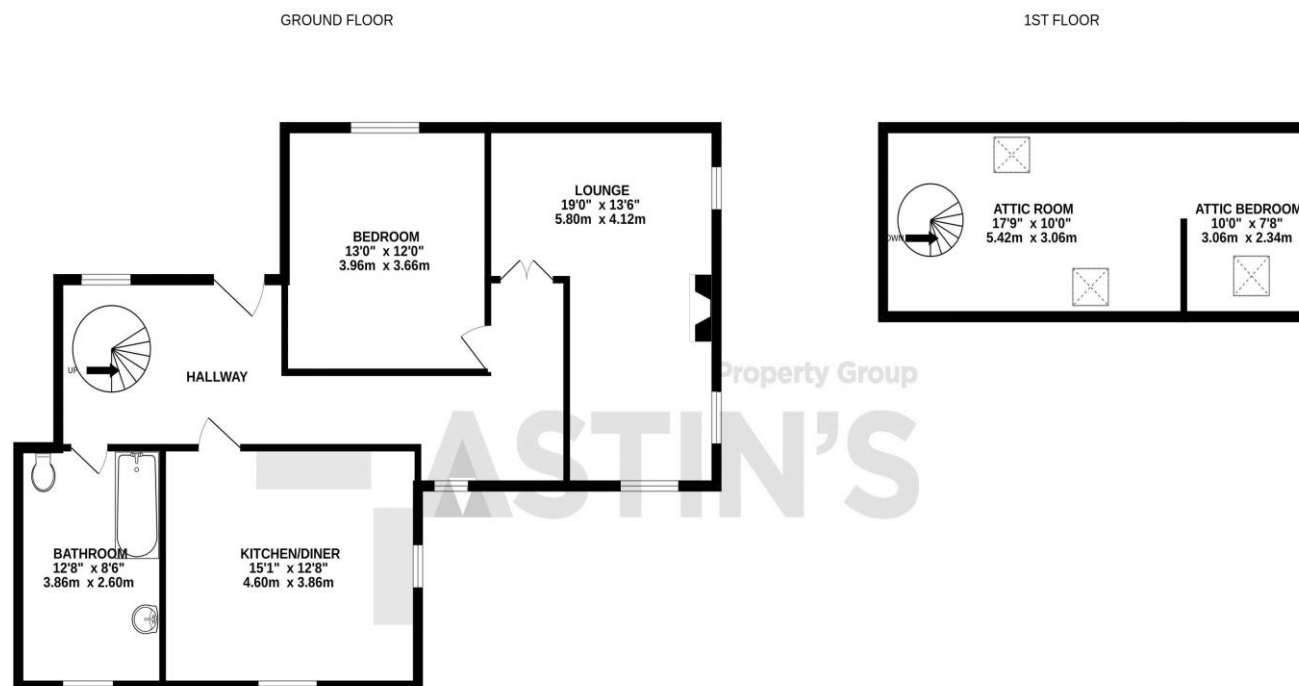 GROUND FLOOR
1ST FLOOR
LOUNGE
19'0" x 13'6"
5.80m x 4.12m
BEDROOM
13'0" x 12'0"
3.96m x 3.66m
ATTIC ROOM
17'9" x 10'0"
5.42m x 3.06m
ATTIC BEDROOM
10'0" x 7'8"
3.06m x 2.34m
OWN
UP
HALLWAY
Property Group
ASTIN'S
BATHROOM
12'8" x 8'6"
3.86m x 2.60m
KITCHEN/DINER
15'1" x 12'8"
4.60m x 3.86m